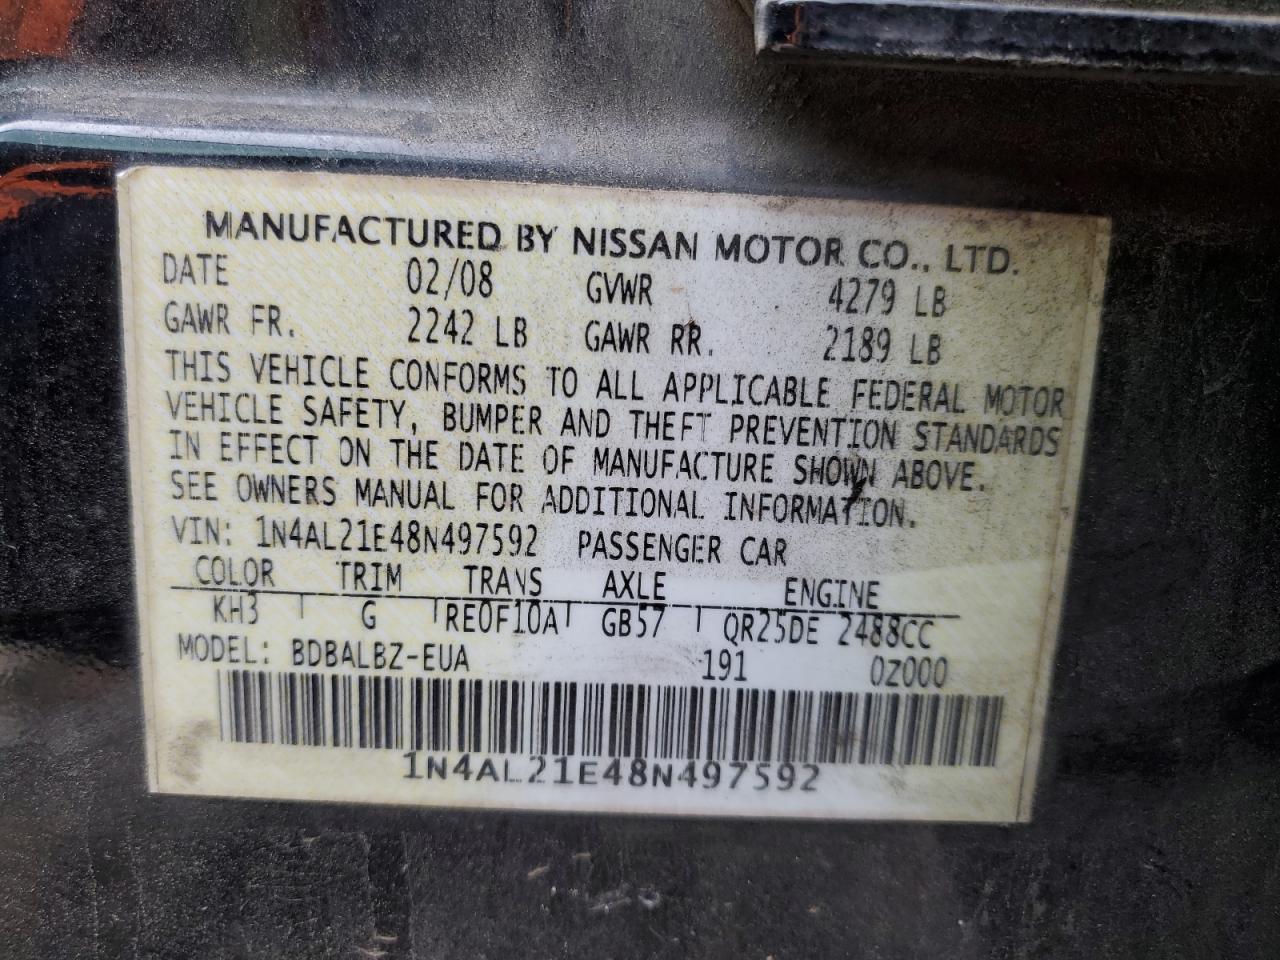 MANUFACTURED BY NISSAN MOTOR CO., LTD.
DATE 02/08 GVWR 4279 LB
GAWR FR. 2242 LB GAWR RR. 2189 LB
THIS VEHICLE CONFORMS TO ALL APPLICABLE FEDERAL MOTOR
VEHICLE SAFETY, BUMPER AND THEFT PREVENTION STANDARDS
IN EFFECT ON THE DATE OF MANUFACTURE SHOWN ABOVE.
SEE OWNERS MANUAL FOR ADDITIONAL INFORMATION.
VIN: 1N4AL21E48N497592 PASSENGER CAR
COLOR TRIM TRANS AXLE ENGINE
KH3 G RE0F10A GB57 QR25DE 2488CC
MODEL: BDBALBZ-EUA 191 0Z000
1N4AL21E48N497592